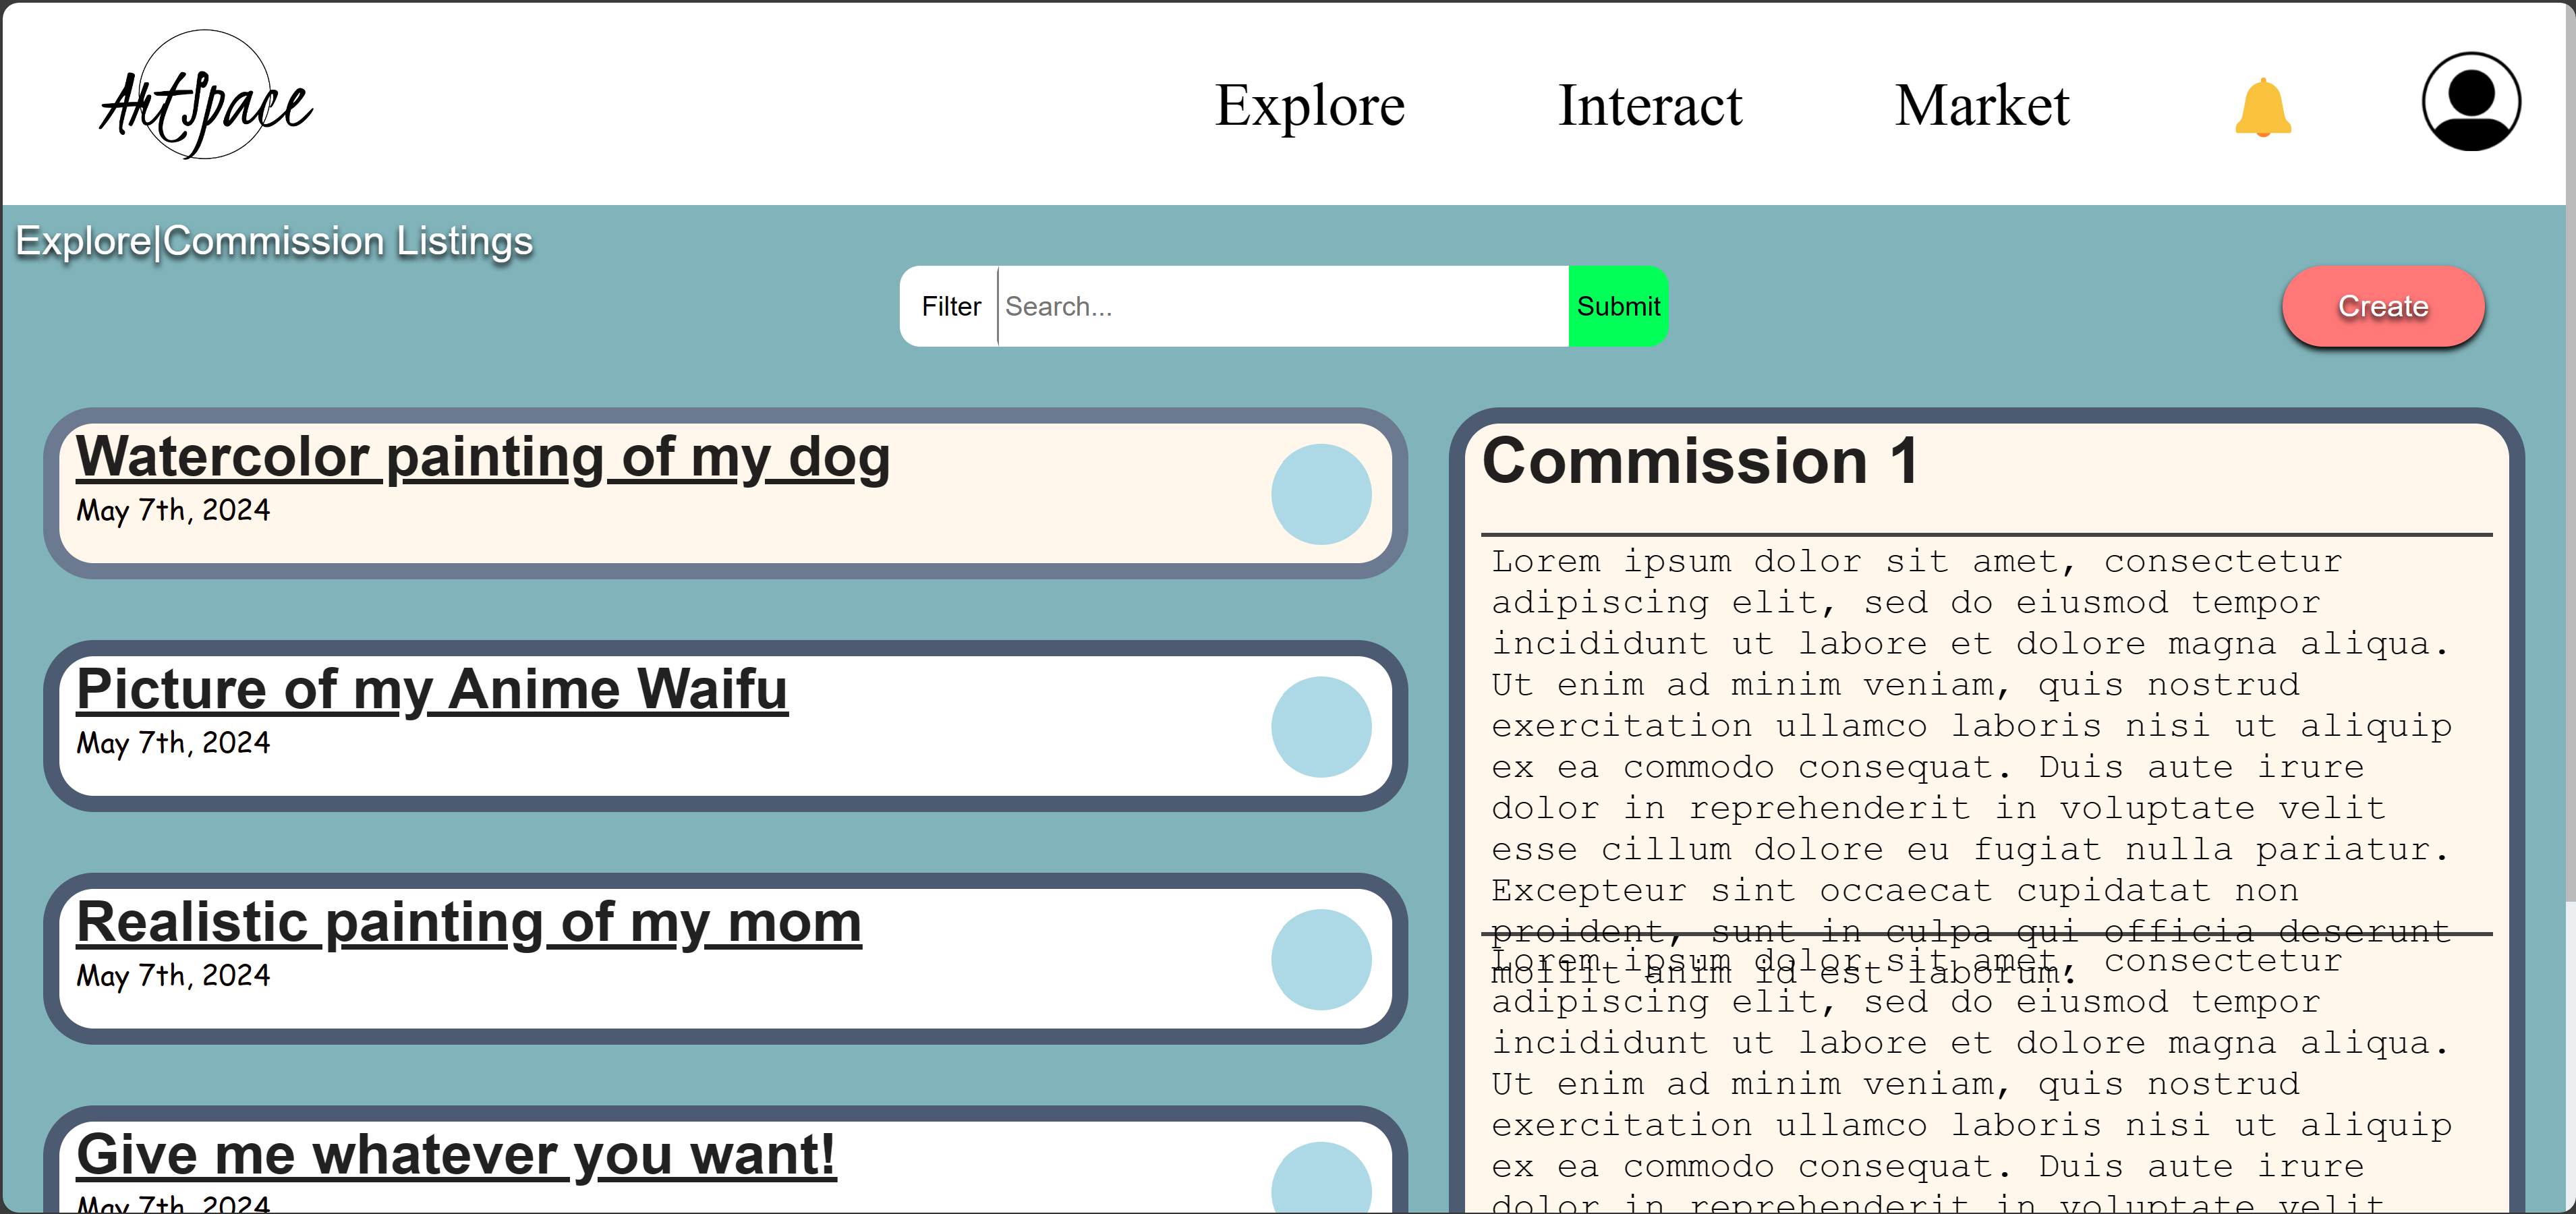 ArtSpace
Explore
Interact
Market
Explore|Commission Listings
Filter
Search...
Submit
Create
Watercolor painting of my dog
May 7th, 2024
Picture of my Anime Waifu
May 7th, 2024
Realistic painting of my mom
May 7th, 2024
Give me whatever you want!
May 7th, 2024
Commission 1
Lorem ipsum dolor sit amet, consectetur
adipiscing elit, sed do eiusmod tempor
incididunt ut labore et dolore magna aliqua.
Ut enim ad minim veniam, quis nostrud
exercitation ullamco laboris nisi ut aliquip
ex ea commodo consequat. Duis aute irure
dolor in reprehenderit in voluptate velit
esse cillum dolore eu fugiat nulla pariatur.
Excepteur sint occaecat cupidatat non
proident, sunt in culpa qui officia deserunt
mollit anim id est laborum.
Lorem ipsum dolor sit amet, consectetur
adipiscing elit, sed do eiusmod tempor
incididunt ut labore et dolore magna aliqua.
Ut enim ad minim veniam, quis nostrud
exercitation ullamco laboris nisi ut aliquip
ex ea commodo consequat. Duis aute irure
dolor in reprehenderit in voluptate velit